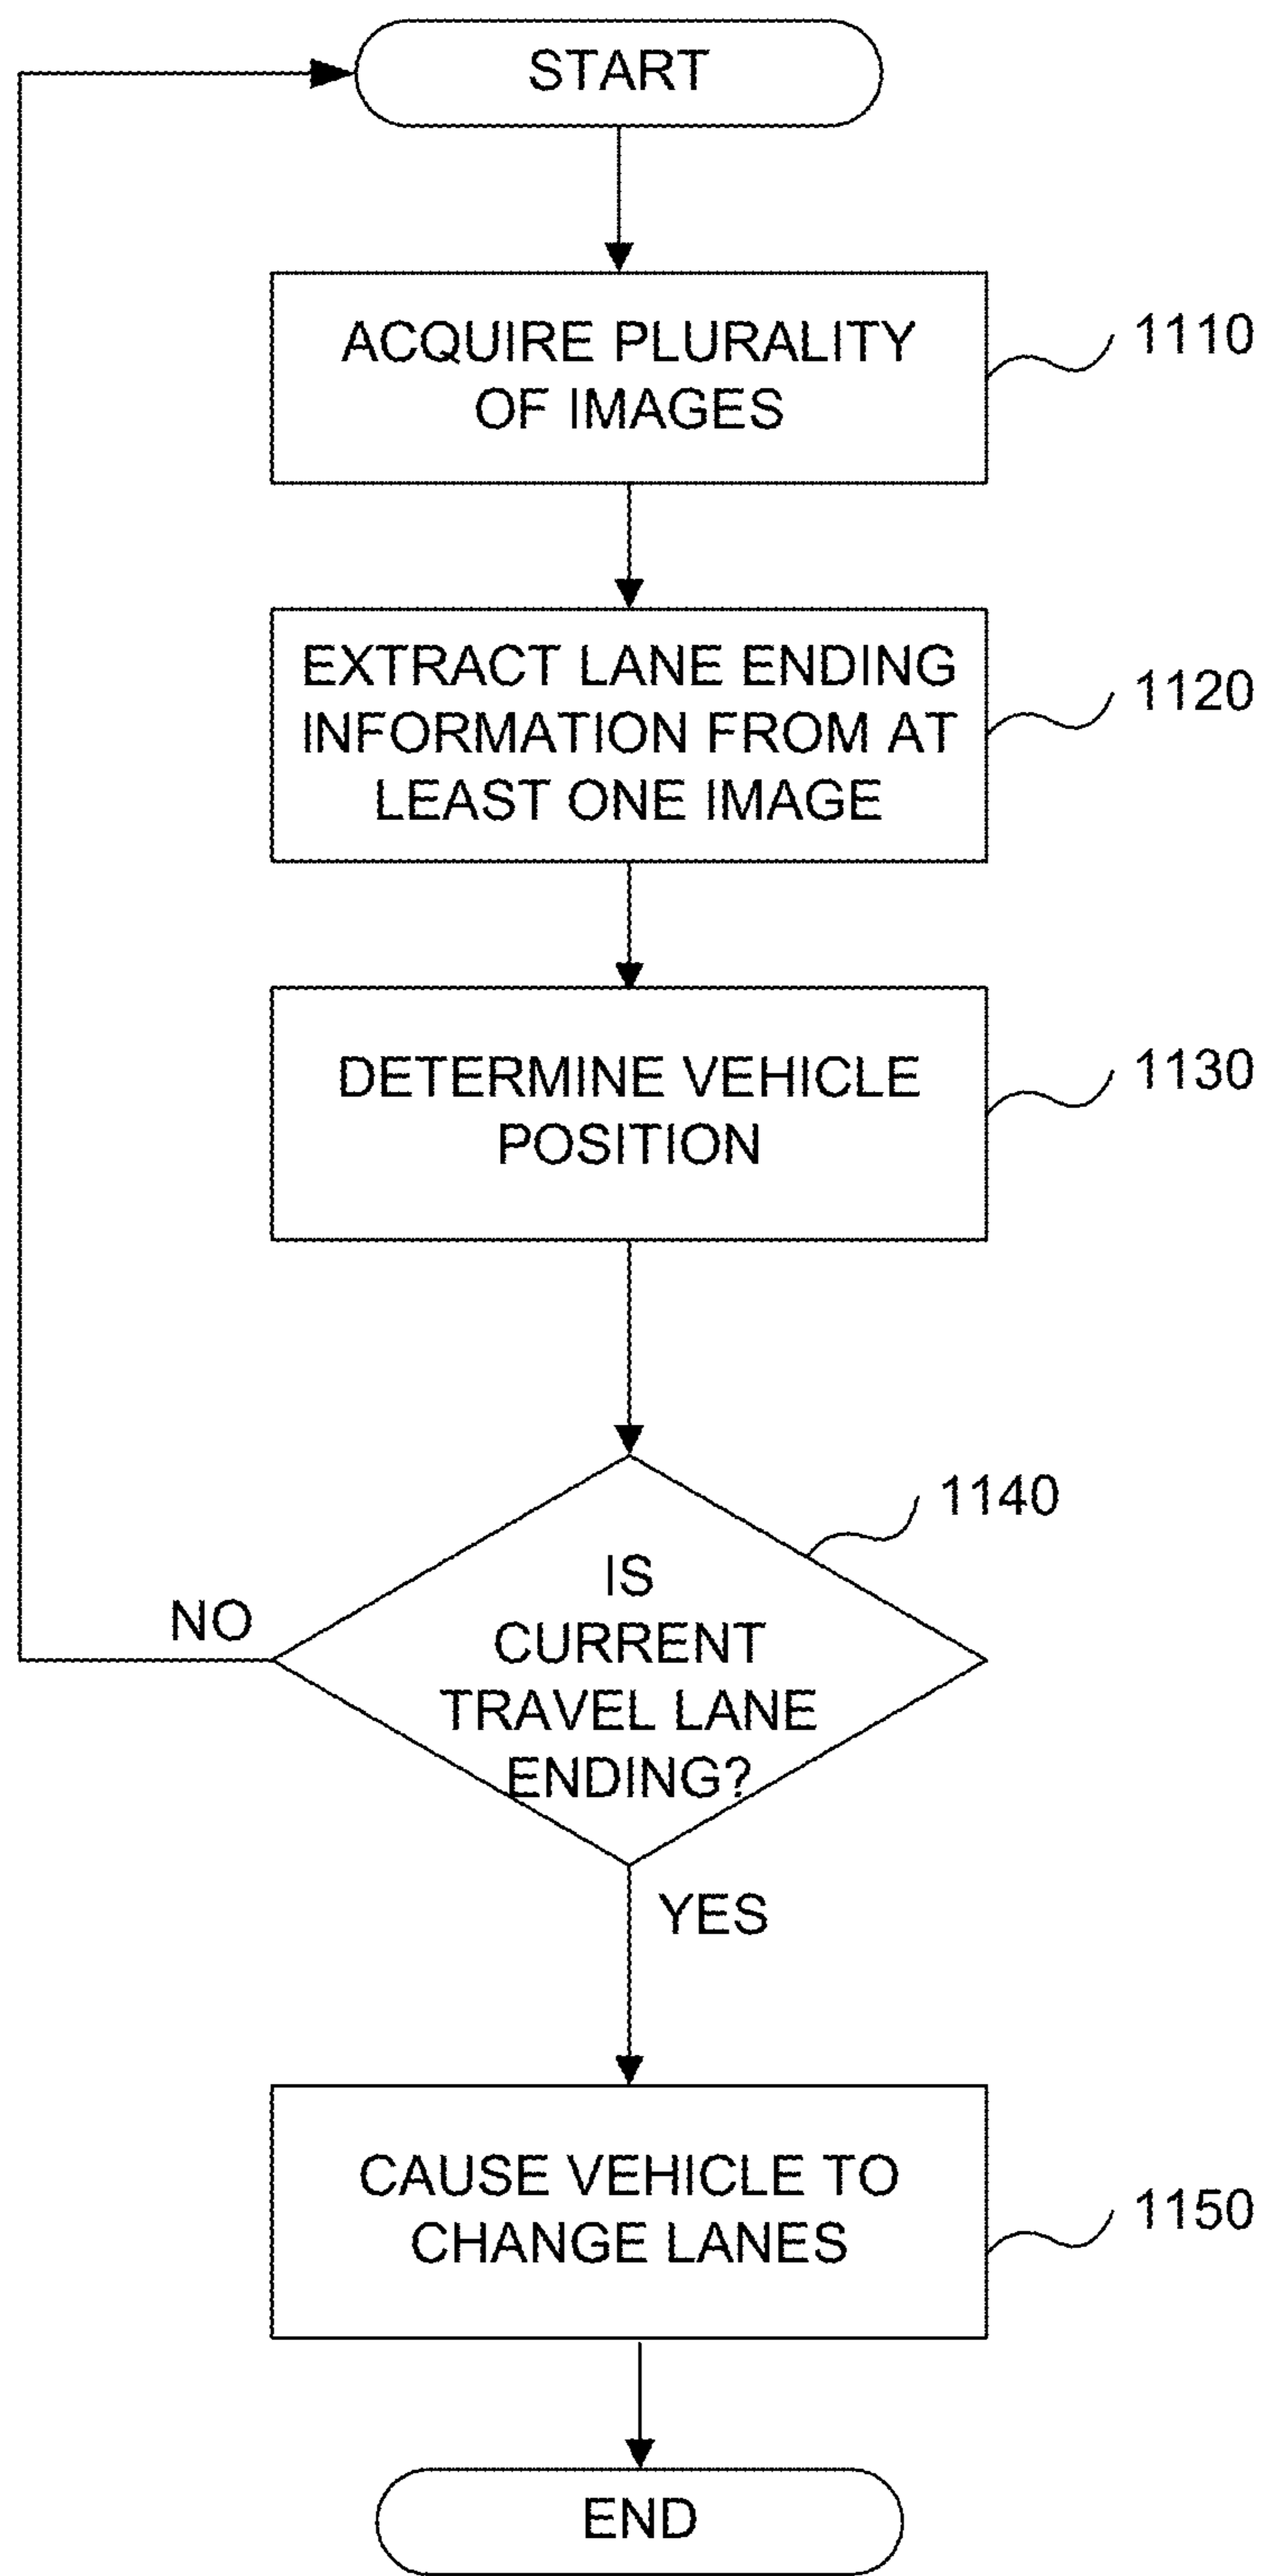 START
ACQUIRE PLURALITY
OF IMAGES
1110
EXTRACT LANE ENDING
INFORMATION FROM AT
LEAST ONE IMAGE
1120
DETERMINE VEHICLE
POSITION
1130
1140
IS
CURRENT
TRAVEL LANE
ENDING?
NO
YES
CAUSE VEHICLE TO
CHANGE LANES
1150
END